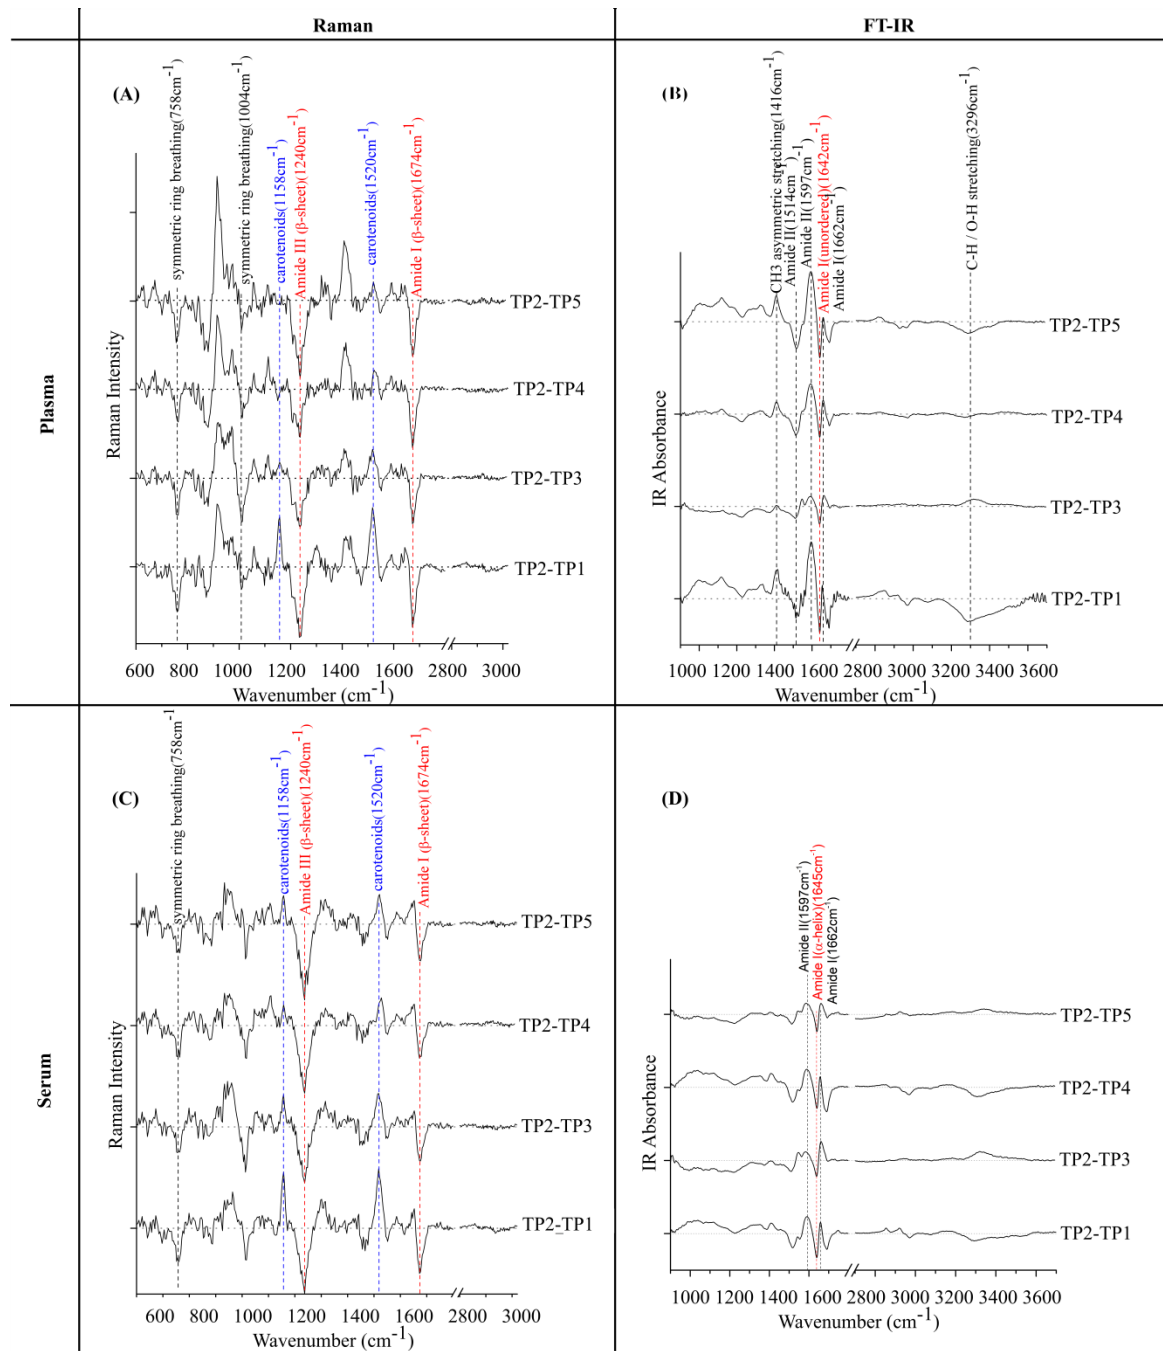 Raman
FT-IR
Plasma
Serum
(A)
symmetric ring breathing(758cm-1)
symmetric ring breathing(1004cm-1)
carotenoids(1158cm-1)
Amide III (β-sheet)(1240cm-1)
carotenoids(1520cm-1)
Amide I (β-sheet)(1674cm-1)
Raman Intensity
TP2-TP5
TP2-TP4
TP2-TP3
TP2-TP1
600 800 1000 1200 1400 1600 2800 3000
Wavenumber (cm-1)
(B)
CH3 asymmetric stretching(1416cm-1)
Amide II(1514cm-1)
Amide II(1597cm-1)
Amide I(unordered)(1642cm-1)
Amide I(1662cm-1)
C-H / O-H stretching(3296cm-1)
IR Absorbance
TP2-TP5
TP2-TP4
TP2-TP3
TP2-TP1
1000 1200 1400 1600 2800 3000 3200 3400 3600
Wavenumber (cm-1)
(C)
symmetric ring breathing(758cm-1)
carotenoids(1158cm-1)
Amide III (β-sheet)(1240cm-1)
carotenoids(1520cm-1)
Amide I (β-sheet)(1674cm-1)
Raman Intensity
TP2-TP5
TP2-TP4
TP2-TP3
TP2_TP1
600 800 1000 1200 1400 1600 2800 3000
Wavenumber (cm-1)
(D)
Amide II(1597cm-1)
Amide I(α-helix)(1645cm-1)
Amide I(1662cm-1)
IR Absorbance
TP2-TP5
TP2-TP4
TP2-TP3
TP2-TP1
1000 1200 1400 1600 2800 3000 3200 3400 3600
Wavenumber (cm-1)